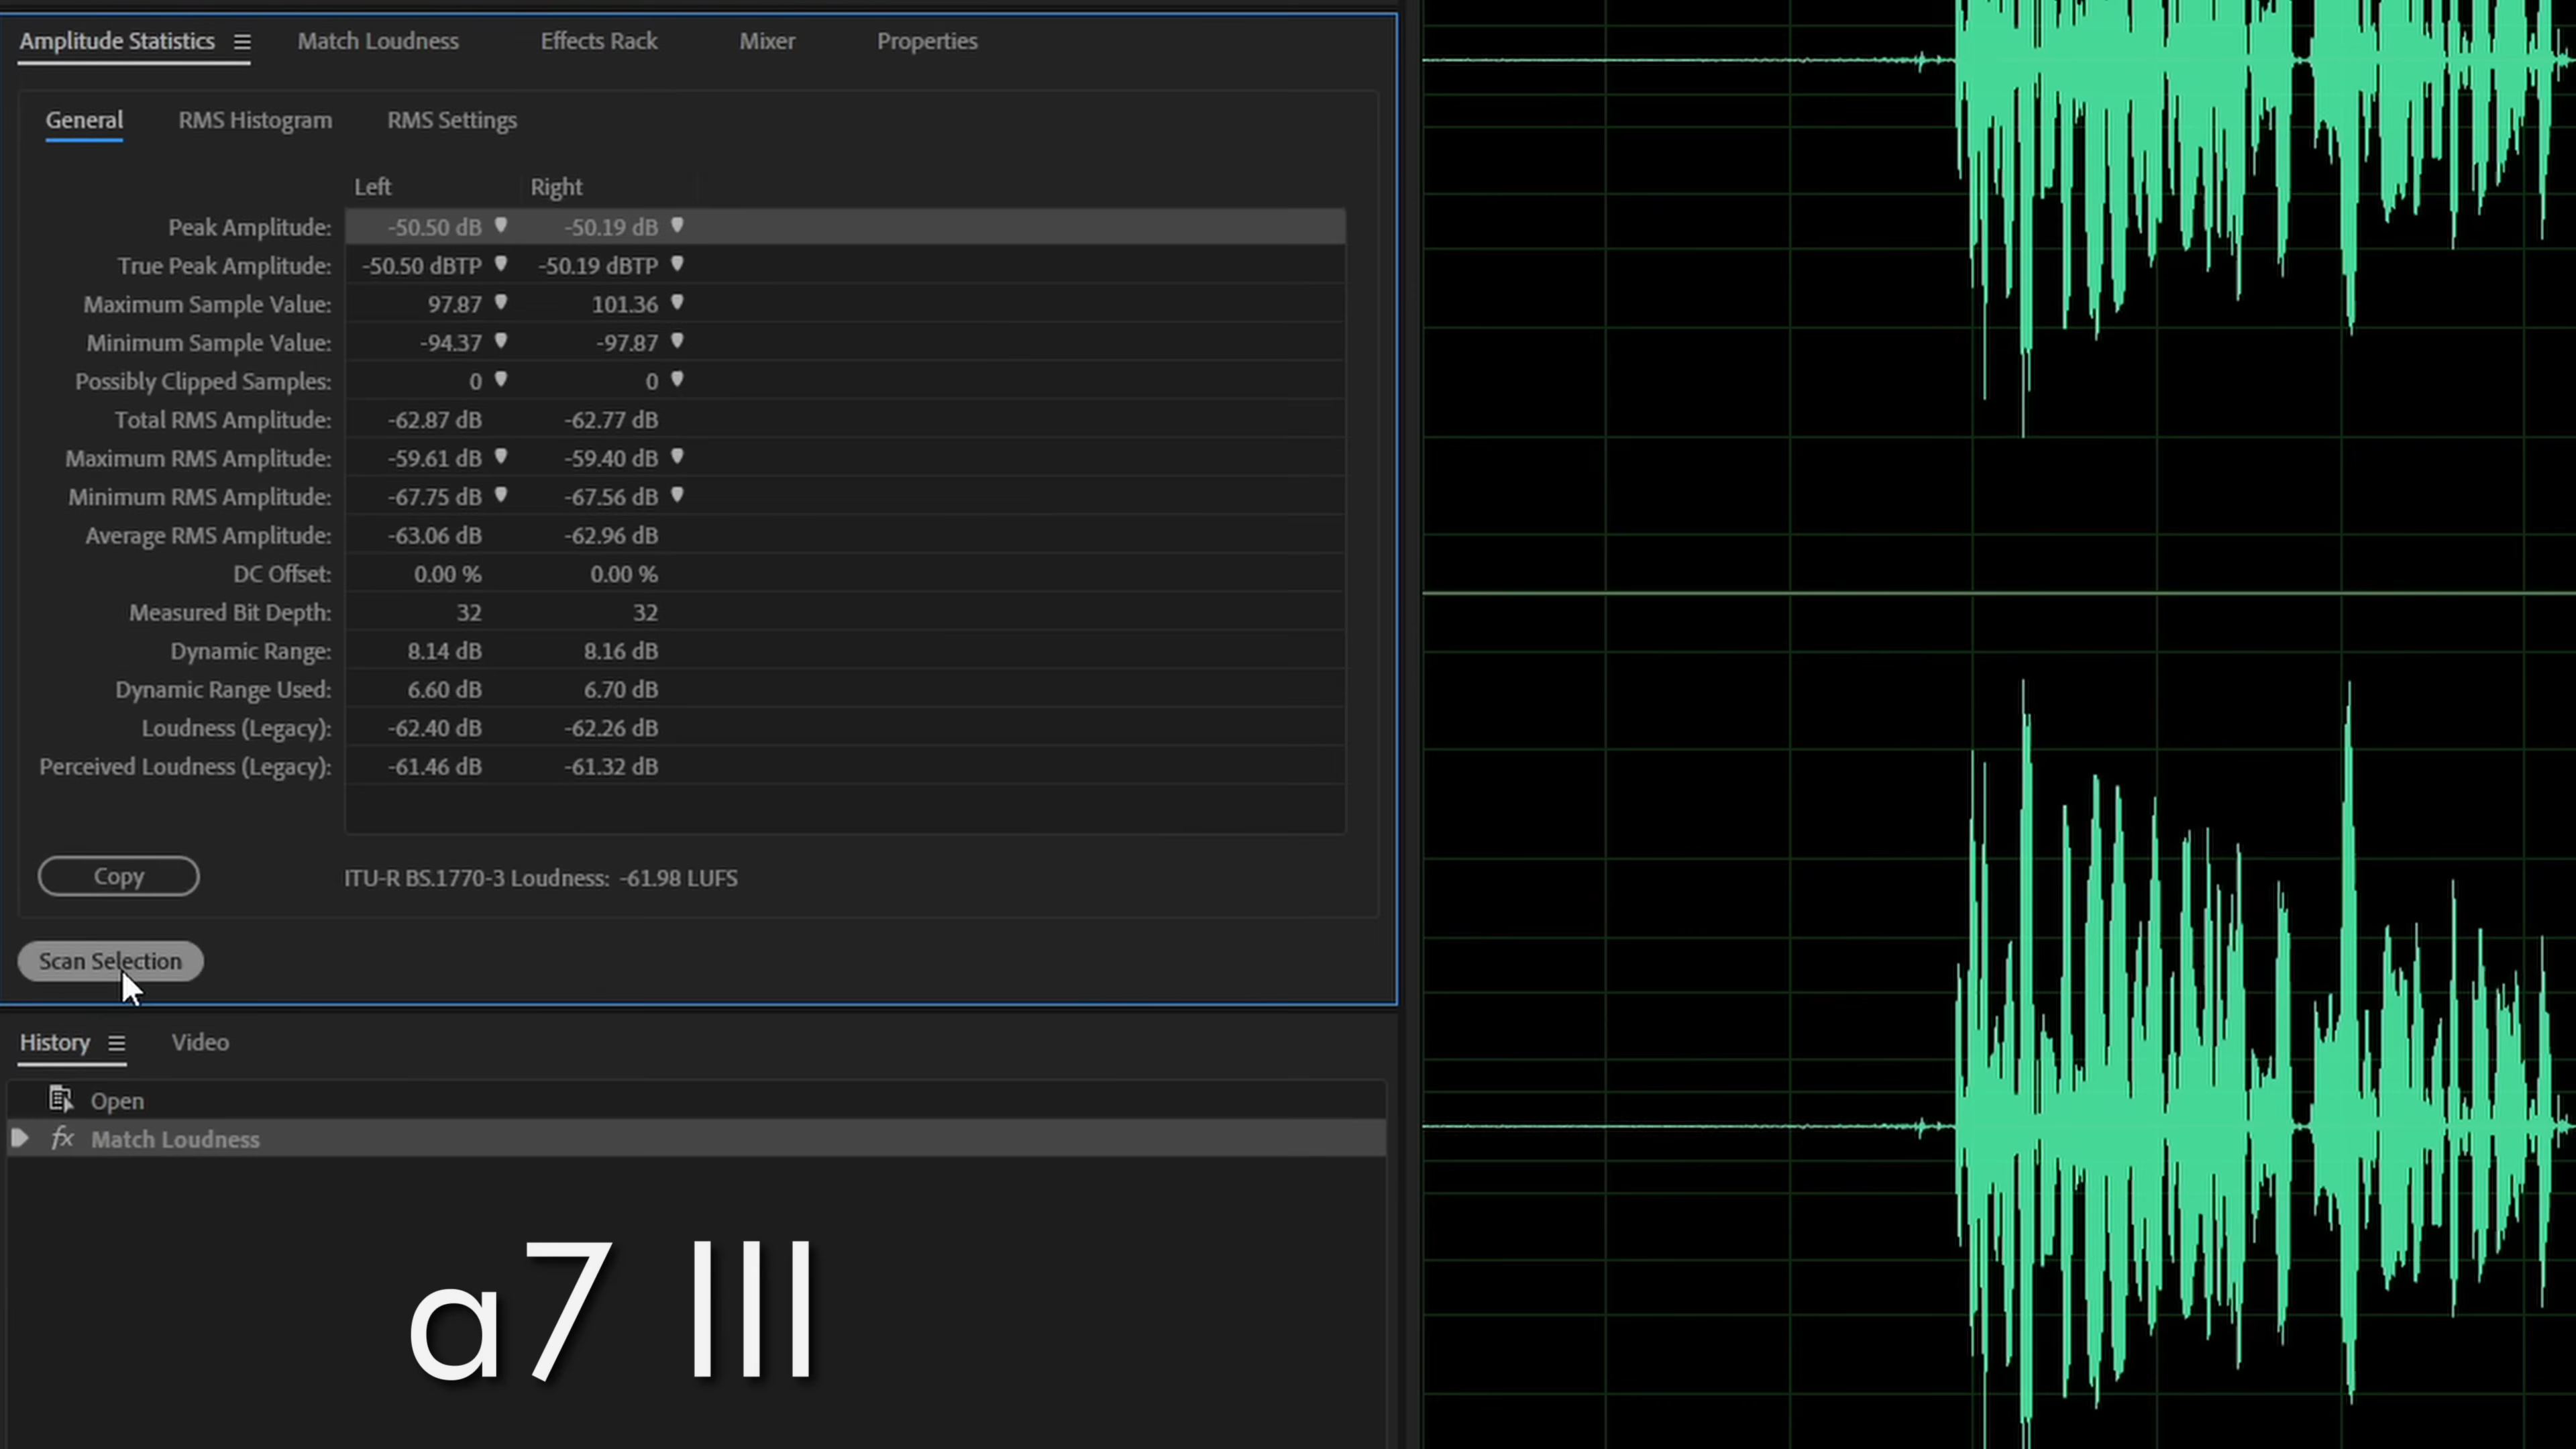 Amplitude Statistics Match Loudness Effects Rack Mixer Properties
General RMS Histogram RMS Settings
Left Right
Peak Amplitude: -50.50 dB -50.19 dB
True Peak Amplitude: -50.50 dBTP -50.19 dBTP
Maximum Sample Value: 97.87 101.36
Minimum Sample Value: -94.37 -97.87
Possibly Clipped Samples: 0 0
Total RMS Amplitude: -62.87 dB -62.77 dB
Maximum RMS Amplitude: -59.61 dB -59.40 dB
Minimum RMS Amplitude: -67.75 dB -67.56 dB
Average RMS Amplitude: -63.06 dB -62.96 dB
DC Offset: 0.00 % 0.00 %
Measured Bit Depth: 32 32
Dynamic Range: 8.14 dB 8.16 dB
Dynamic Range Used: 6.60 dB 6.70 dB
Loudness (Legacy): -62.40 dB -62.26 dB
Perceived Loudness (Legacy): -61.46 dB -61.32 dB
Copy ITU-R BS.1770-3 Loudness: -61.98 LUFS
Scan Selection
History Video
Open
fx Match Loudness
a7 III